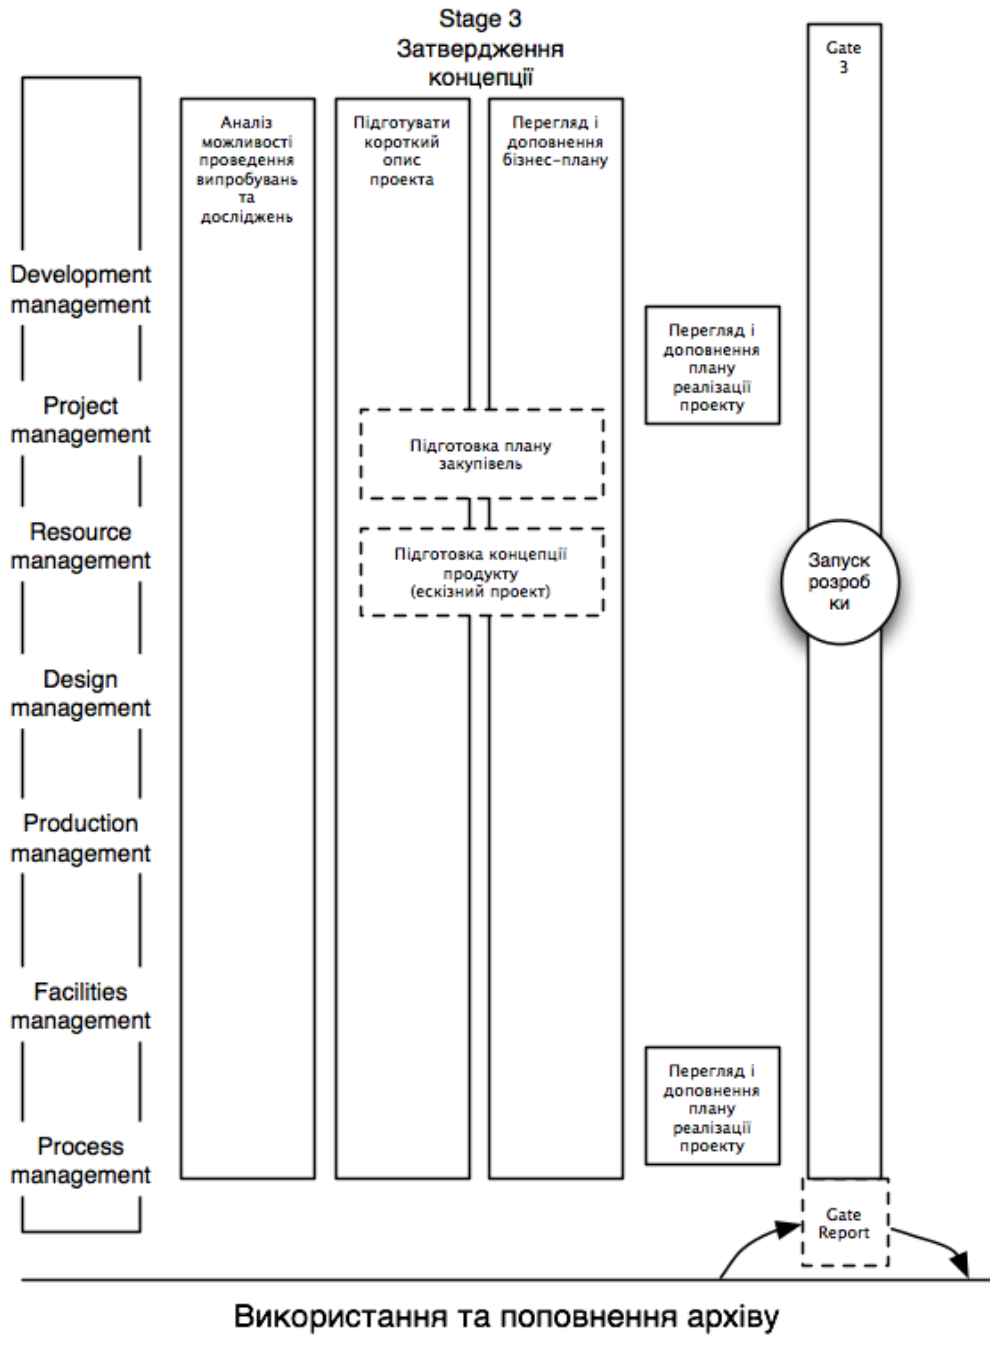 Stage 3
Затвердження
концепції
Gate
3
Аналіз
можливості
проведення
випробувань
та
досліджень
Підготувати
короткий
опис
проекта
Перегляд і
доповнення
бізнес-плану
Development
management
Перегляд і
доповнення
плану
реалізації
проекту
Project
management
Підготовка плану
закупівель
Resource
management
Підготовка концепції
продукту
(ескізний проект)
Запуск
розроб
ки
Design
management
Production
management
Facilities
management
Перегляд і
доповнення
плану
реалізації
проекту
Process
management
Gate
Report
Використання та поповнення архіву